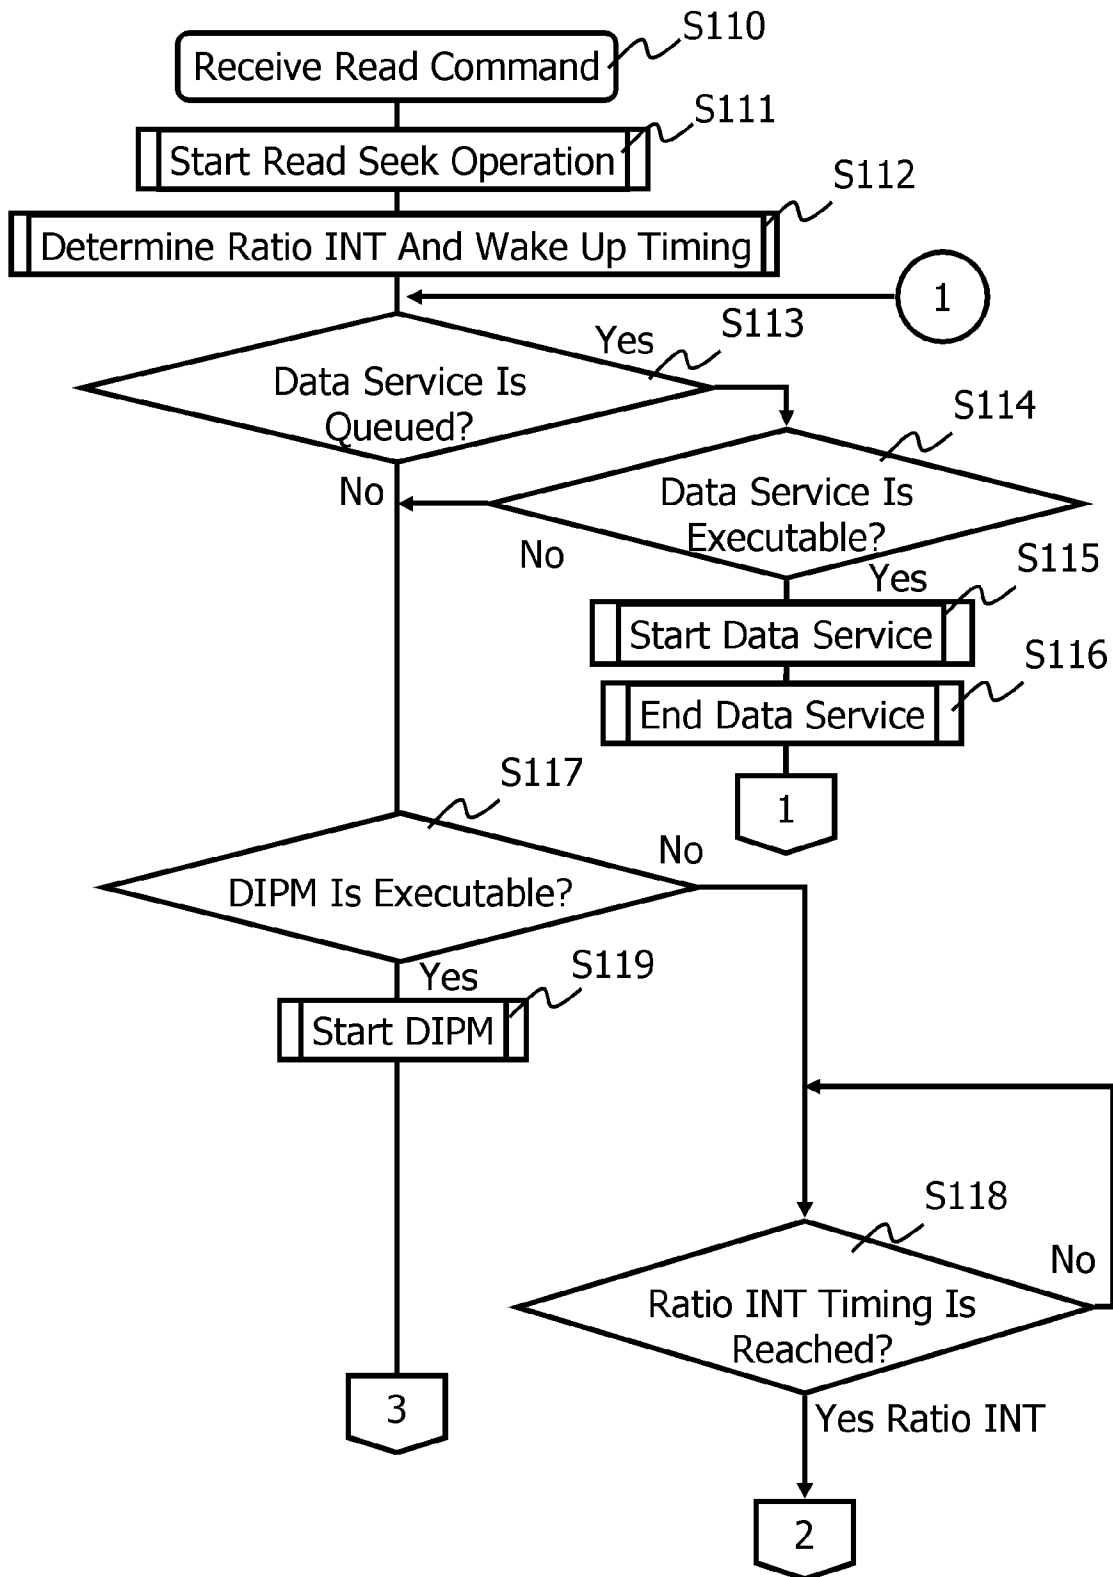 S110
Receive Read Command
S111
Start Read Seek Operation
S112
Determine Ratio INT And Wake Up Timing
1
S113
Yes
Data Service Is
Queued?
S114
No
Data Service Is
Executable?
No
Yes
S115
Start Data Service
S116
End Data Service
1
S117
No
DIPM Is Executable?
Yes
S119
Start DIPM
S118
No
Ratio INT Timing Is
Reached?
3
Yes Ratio INT
2